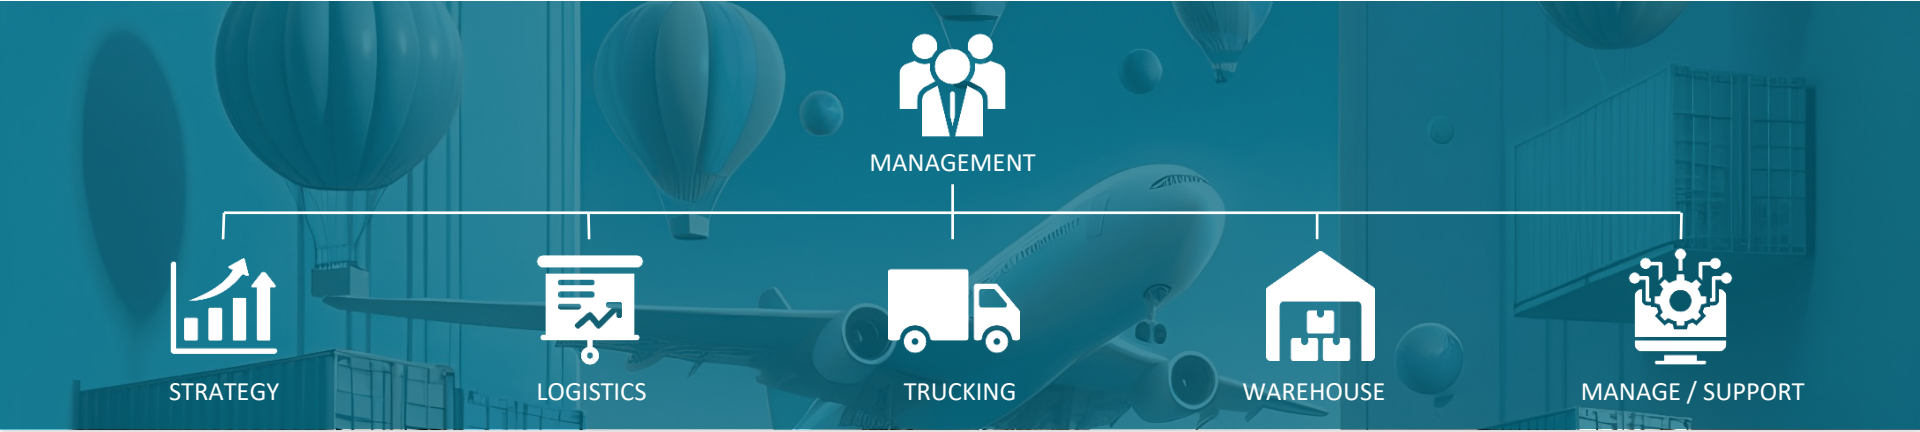 MANAGEMENT
STRATEGY
LOGISTICS
TRUCKING
WAREHOUSE
MANAGE / SUPPORT